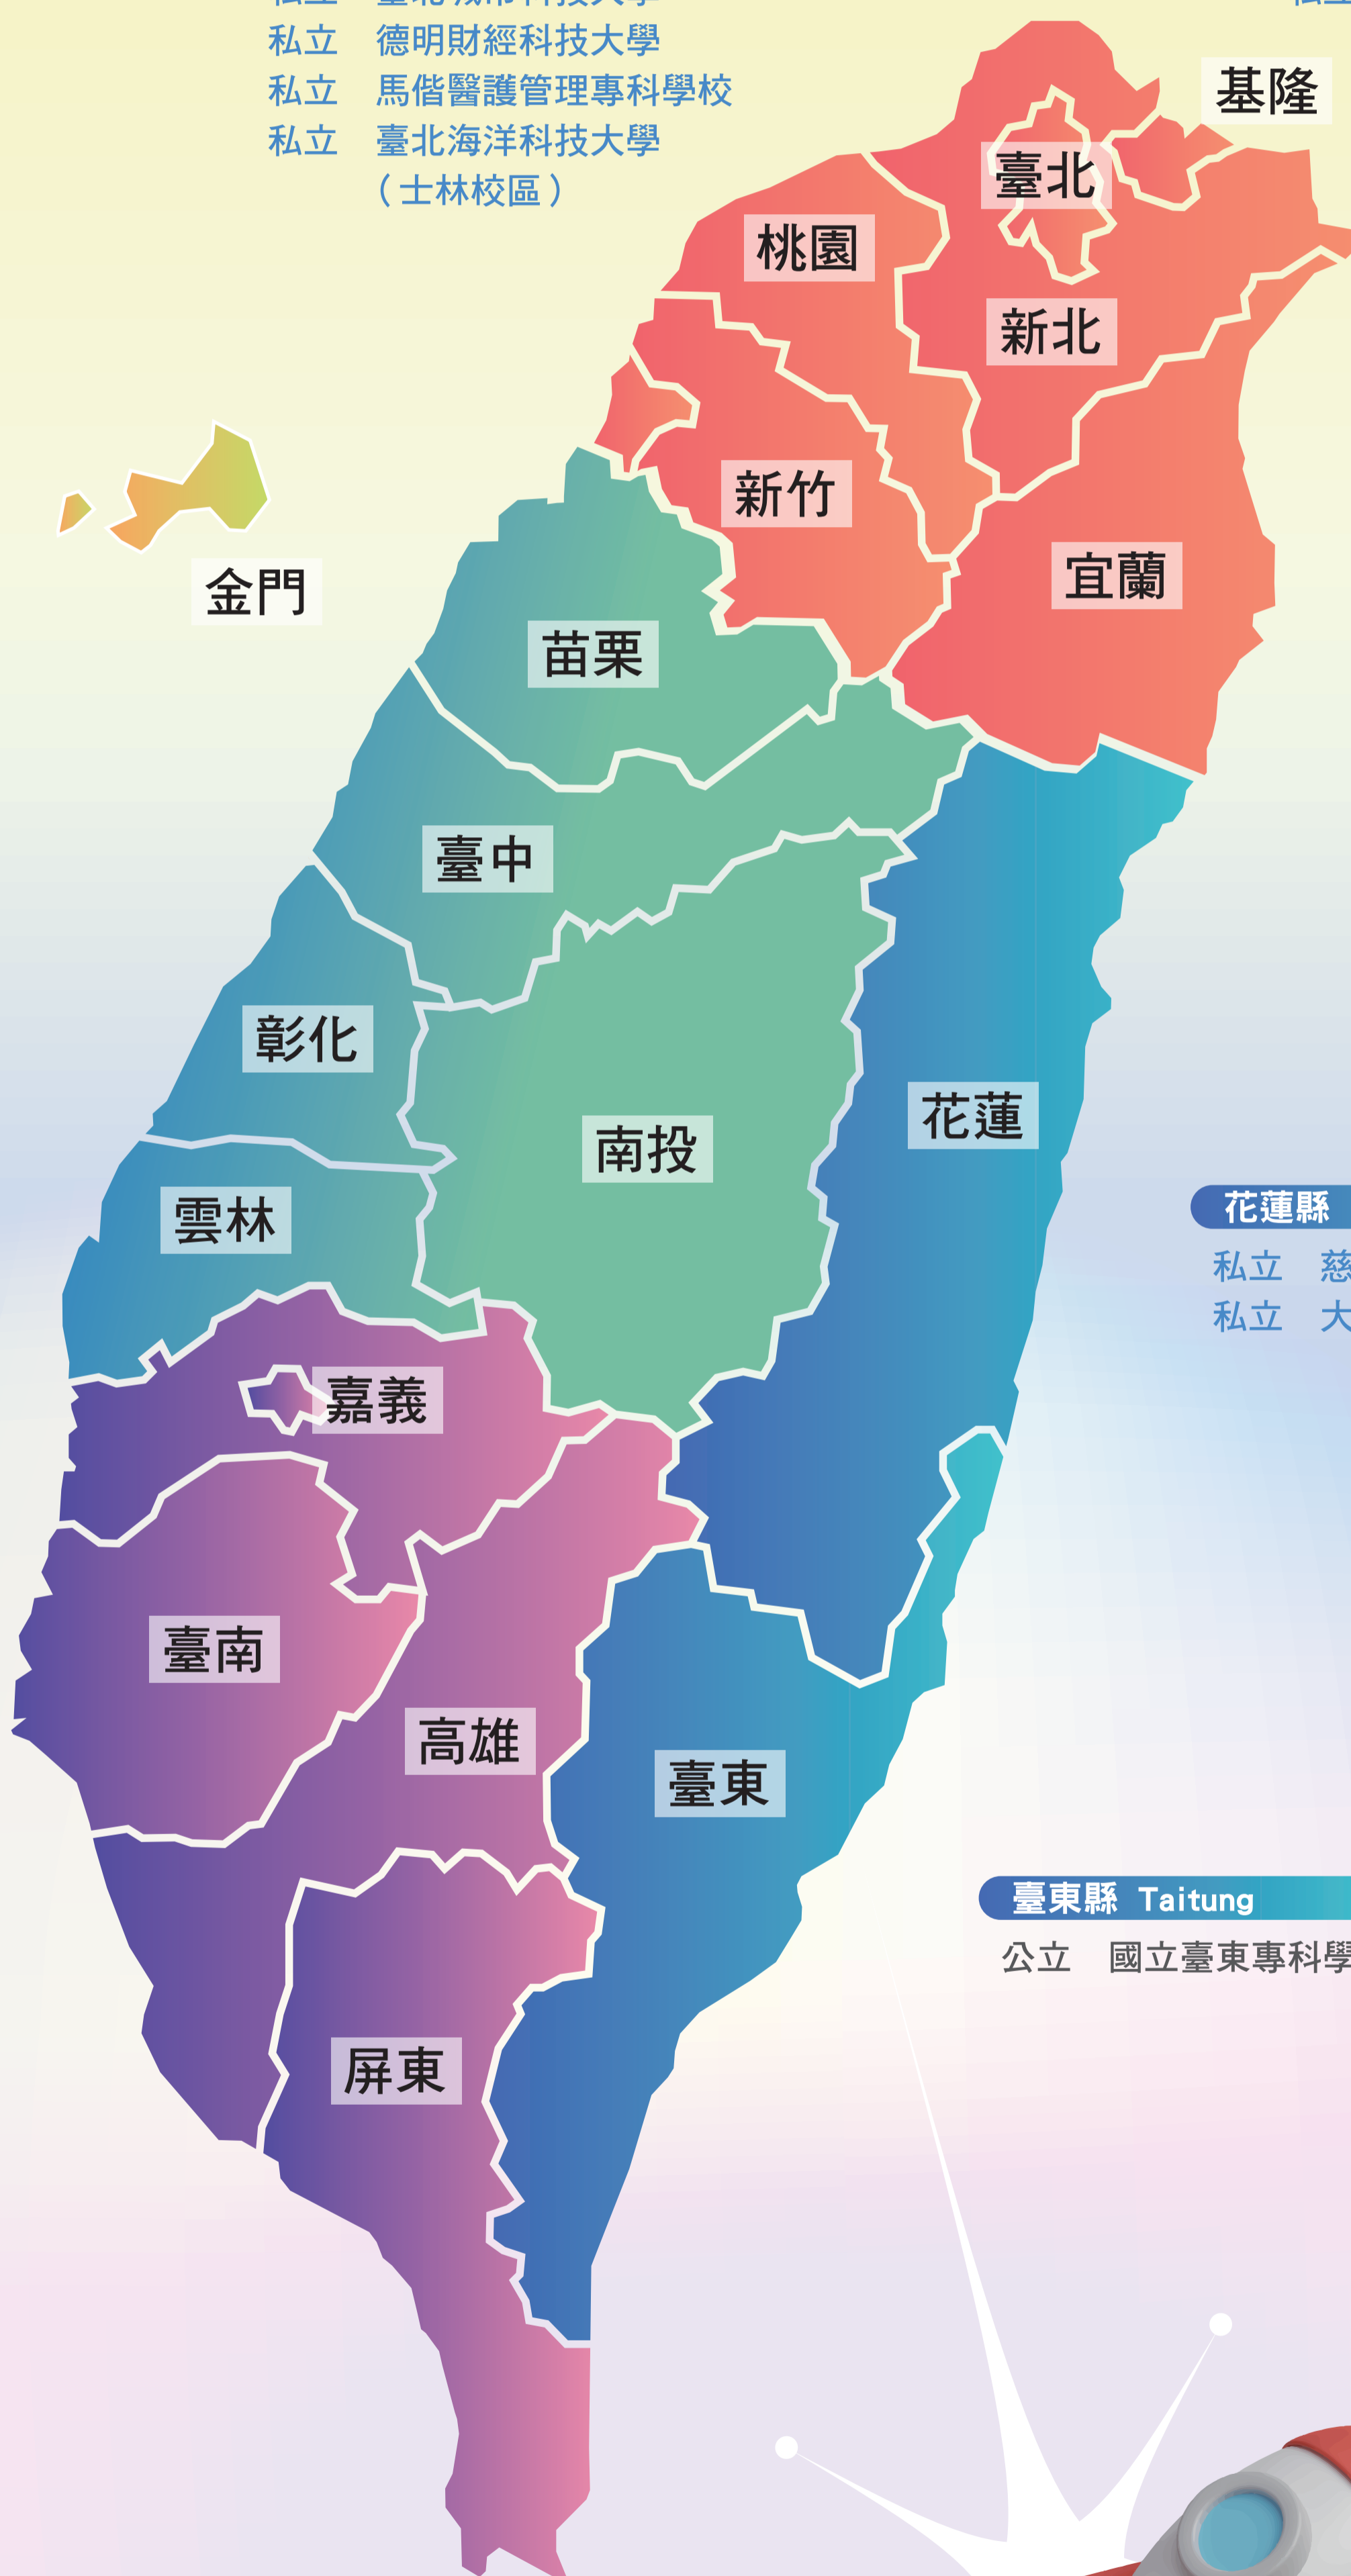 私立　德明財經科技大學
私立　馬偕醫護管理專科學校
私立　臺北海洋科技大學
（士林校區）
基隆
臺北
桃園
新北
新竹
宜蘭
金門
苗栗
臺中
彰化
花蓮
南投
雲林
花蓮縣
私立　慈
私立　大
嘉義
臺南
高雄
臺東
臺東縣 Taitung
公立　國立臺東專科學
屏東